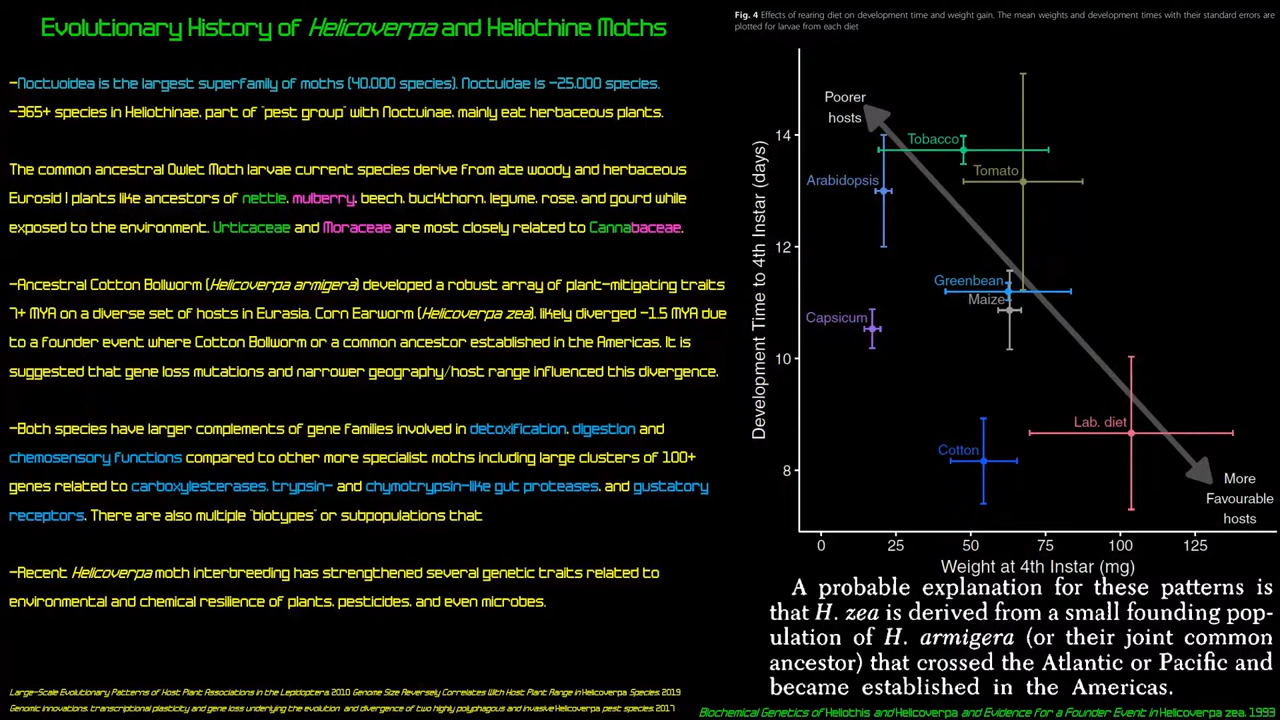 Evolutionary History of Helicoverpa and Heliothine Moths
-Noctuoidea is the largest superfamily of moths (40,000 species). Noctuidae is ~25,000 species.
~365+ species in Heliothinae, part of "pest group" with Noctuinae, mainly eat herbaceous plants.
The common ancestral Owlet Moth larvae current species derive from ate woody and herbaceous
Eurosid I plants like ancestors of nettle, mulberry, beech, buckthorn, legume, rose, and gourd while
exposed to the environment. Urticaceae and Moraceae are most closely related to Cannabaceae.
-Ancestral Cotton Bollworm (Helicoverpa armigera) developed a robust array of plant-mitigating traits
7+ MYA on a diverse set of hosts in Eurasia. Corn Earworm (Helicoverpa zea), likely diverged ~1.5 MYA due
to a founder event where Cotton Bollworm or a common ancestor established in the Americas. It is
suggested that gene loss mutations and narrower geography/host range influenced this divergence.
-Both species have larger complements of gene families involved in detoxification, digestion and
chemosensory functions compared to other more specialist moths including large clusters of 100+
genes related to carboxylesterases, trypsin- and chymotrypsin-like gut proteases, and gustatory
receptors. There are also multiple "biotypes" or subpopulations that
-Recent Helicoverpa moth interbreeding has strengthened several genetic traits related to
environmental and chemical resilience of plants, pesticides, and even microbes.
Large-Scale Evolutionary Patterns of Host Plant Associations in the Lepidoptera. 2010. Genome Size Reversely Correlates With Host Plant Range in Helicoverpa Species. 2019
Genomic innovations, transcriptional plasticity and gene loss underlying the evolution and divergence of two highly polyphagous and invasive Helicoverpa pest species. 2017
Fig. 4 Effects of rearing diet on development time and weight gain. The mean weights and development times with their standard errors are
plotted for larvae from each diet
Poorer
hosts
Tobacco
Tomato
Arabidopsis
Greenbean
Maize
Capsicum
Lab. diet
Cotton
More
Favourable
hosts
Development Time to 4th Instar (days)
14
12
10
8
0 25 50 75 100 125
Weight at 4th Instar (mg)
A probable explanation for these patterns is
that H. zea is derived from a small founding pop-
ulation of H. armigera (or their joint common
ancestor) that crossed the Atlantic or Pacific and
became established in the Americas.
Biochemical Genetics of Heliothis and Helicoverpa and Evidence for a Founder Event in Helicoverpa zea. 1993